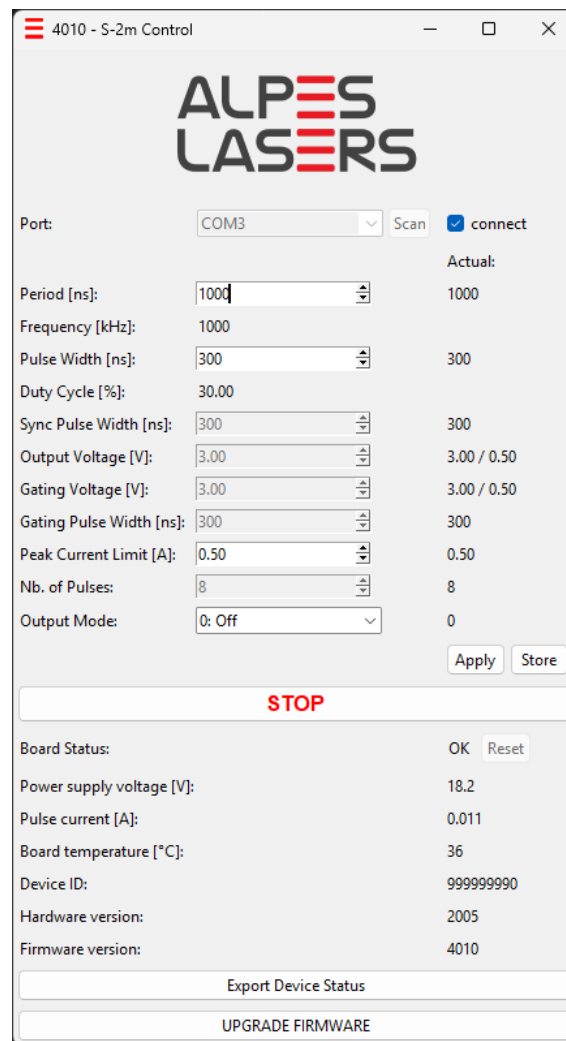 4010 - S-2m Control
ALPES
LASERS
Port: COM3 Scan connect
Actual:
Period [ns]: 1000 1000
Frequency [kHz]: 1000
Pulse Width [ns]: 300 300
Duty Cycle [%]: 30.00
Sync Pulse Width [ns]: 300 300
Output Voltage [V]: 3.00 3.00 / 0.50
Gating Voltage [V]: 3.00 3.00 / 0.50
Gating Pulse Width [ns]: 300 300
Peak Current Limit [A]: 0.50 0.50
Nb. of Pulses: 8 8
Output Mode: 0: Off 0
Apply Store
STOP
Board Status: OK Reset
Power supply voltage [V]: 18.2
Pulse current [A]: 0.011
Board temperature [°C]: 36
Device ID: 999999990
Hardware version: 2005
Firmware version: 4010
Export Device Status
UPGRADE FIRMWARE